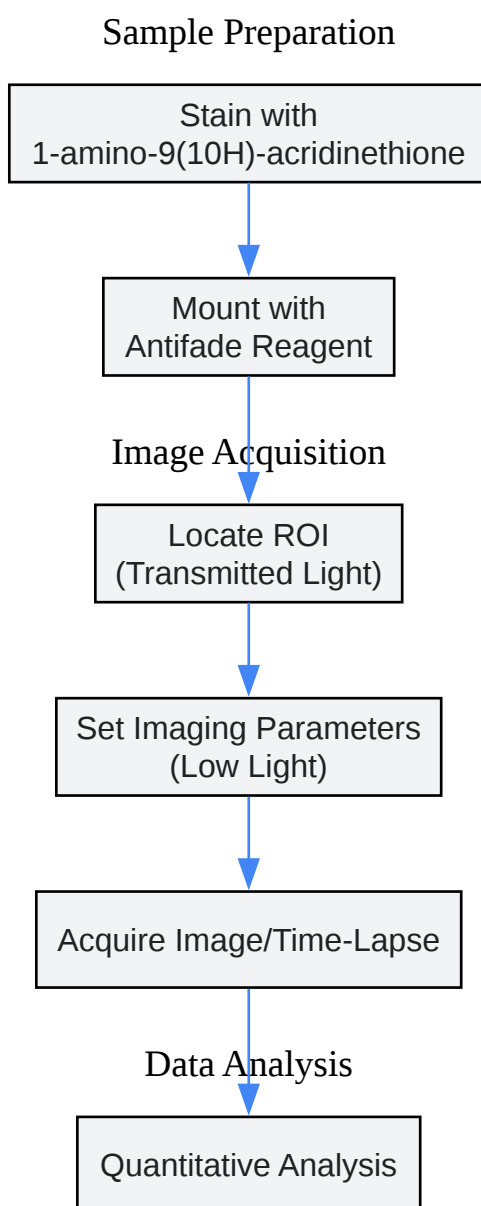 Sample Preparation
Stain with
1-amino-9(10H)-acridinethione
Mount with
Antifade Reagent
Image Acquisition
Locate ROI
(Transmitted Light)
Set Imaging Parameters
(Low Light)
Acquire Image/Time-Lapse
Data Analysis
Quantitative Analysis